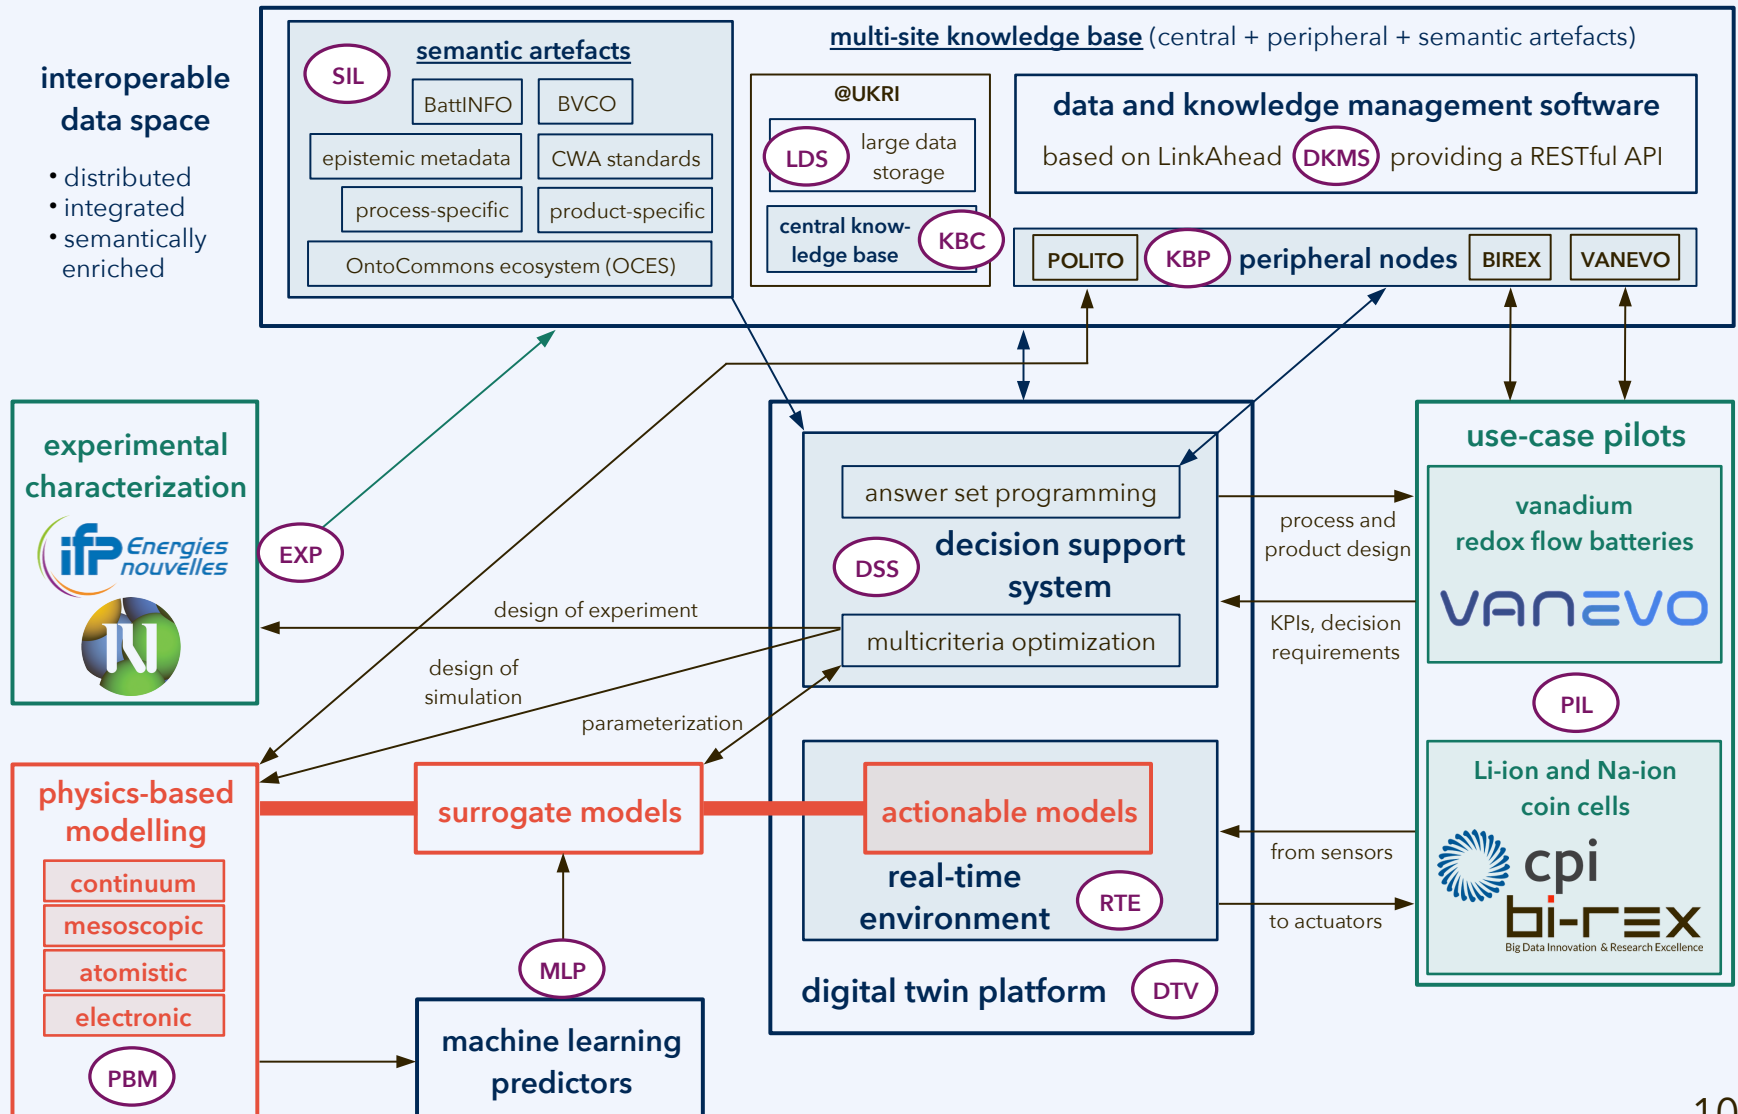 interoperable
data space
• distributed
• integrated
• semantically
enriched
semantic artefacts
SIL
BattINFO
BVCO
epistemic metadata
CWA standards
process-specific
product-specific
OntoCommons ecosystem (OCES)
multi-site knowledge base (central + peripheral + semantic artefacts)
@UKRI
LDS
large data
storage
central know-
ledge base
KBC
data and knowledge management software
based on LinkAhead DKMS providing a RESTful API
POLITO KBP peripheral nodes BIREX VANEVO
experimental
characterization
ifp Energies
nouvelles
EXP
answer set programming
DSS
decision support
system
multicriteria optimization
design of experiment
design of
simulation
parameterization
process and
product design
KPIs, decision
requirements
from sensors
to actuators
use-case pilots
vanadium
redox flow batteries
VANEVO
PIL
Li-ion and Na-ion
coin cells
cpi
bi-rex
Big Data Innovation & Research Excellence
physics-based
modelling
continuum
mesoscopic
atomistic
electronic
PBM
surrogate models
actionable models
real-time
environment
RTE
MLP
digital twin platform DTV
machine learning
predictors
10